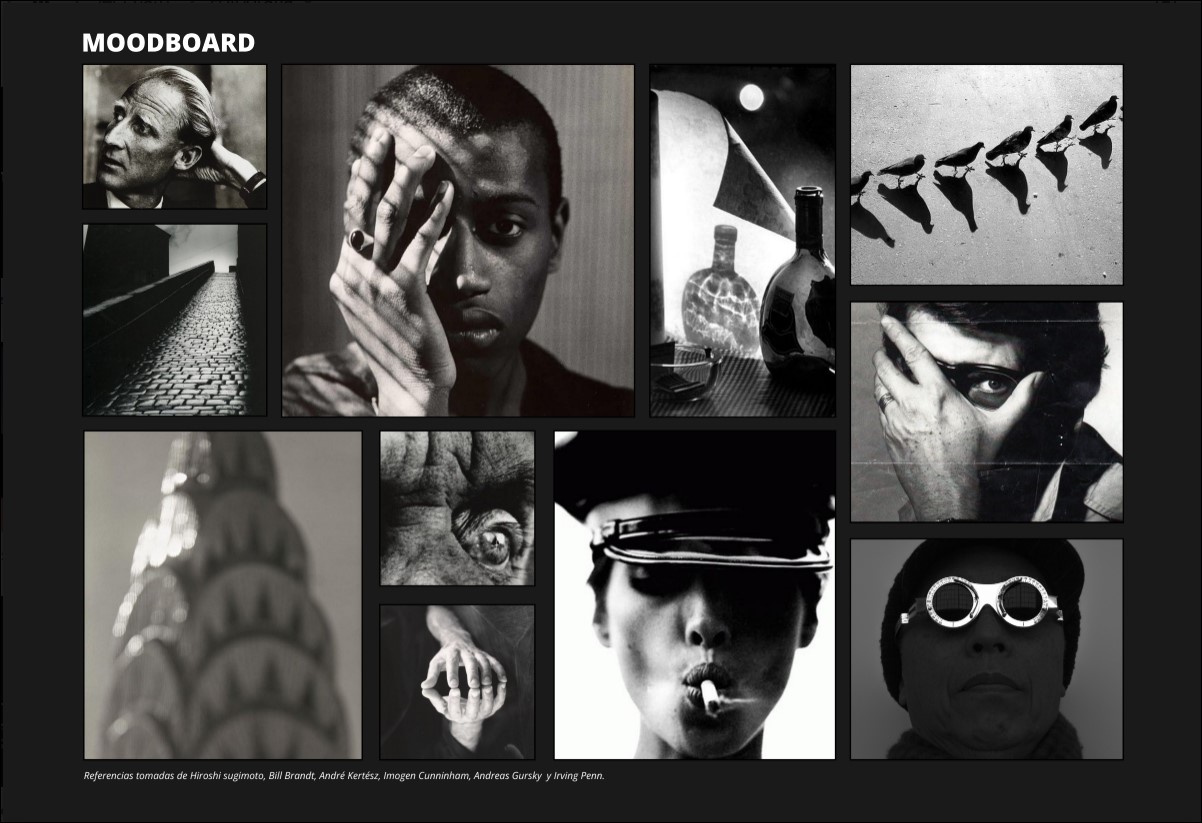 MOODBOARD
Referencias tomadas de Hiroshi sugimoto, Bill Brandt, André Kertész, Imogen Cunninham, Andreas Gursky y Irving Penn.